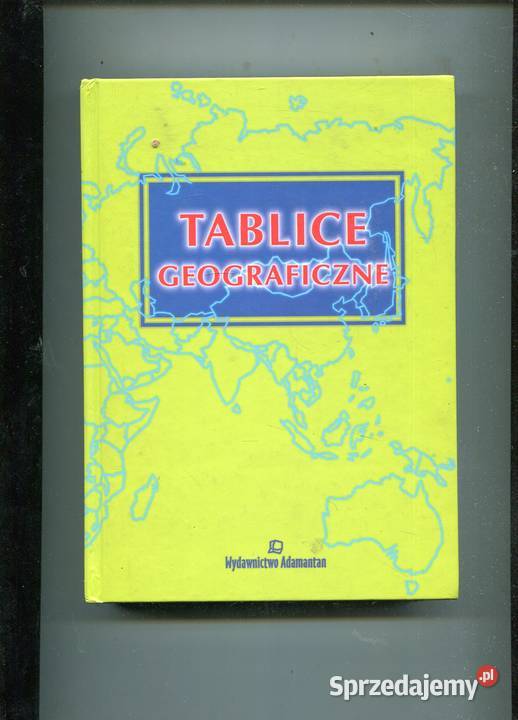 TABLICE
GEOGRAFICZNE
Wydawnictwo Adamantan
Sprzedajemy.pl